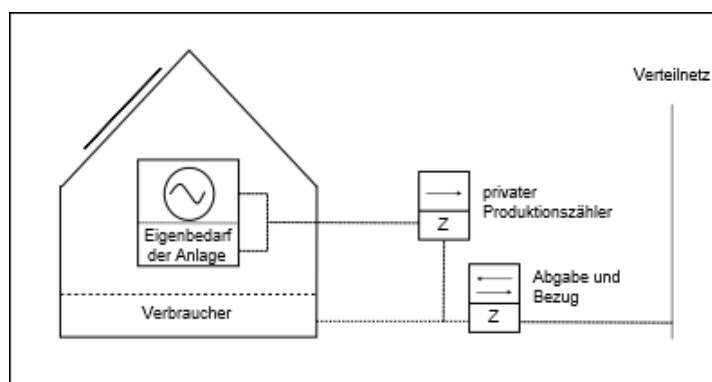 Verteilnetz
privater
Produktionszähler
Z
Eigenbedarf
der Anlage
Abgabe und
Bezug
Z
Verbraucher